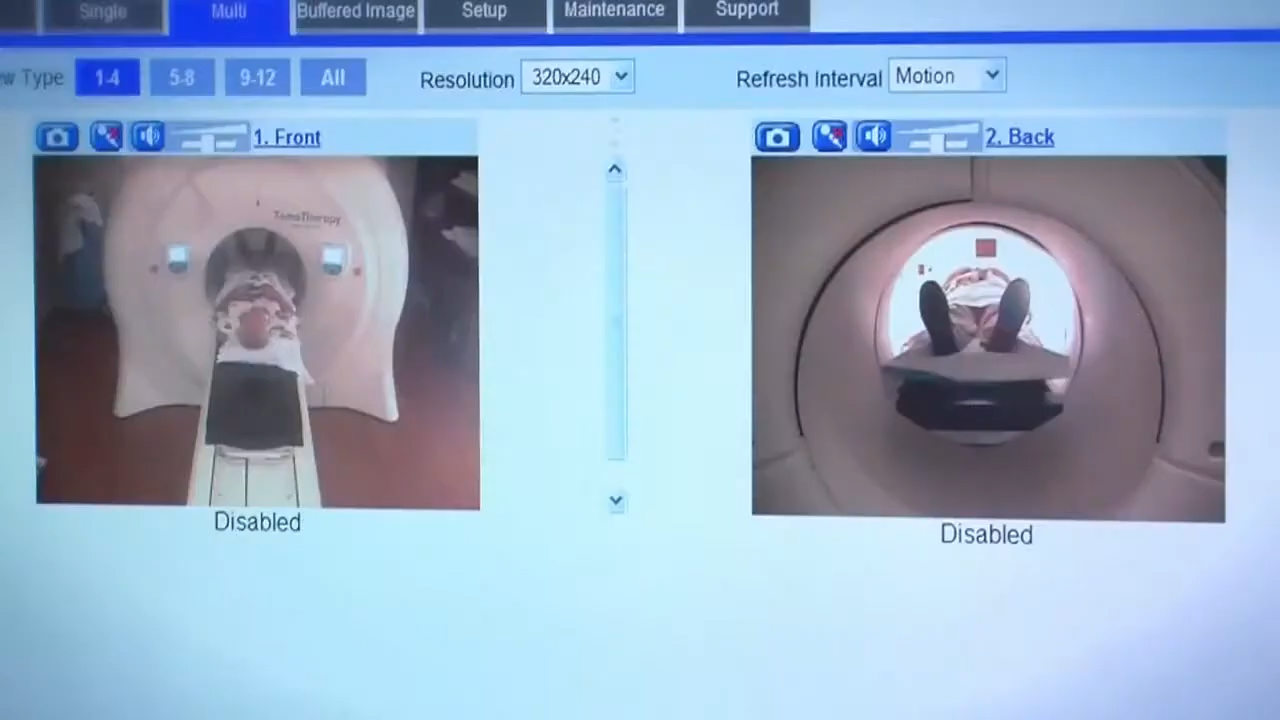 Single Multi Buffered Image Setup Maintenance Support
ew Type 1-4 5-8 9-12 All Resolution 320x240 Refresh Interval Motion
1. Front
2. Back
TomoTherapy
Disabled
Disabled